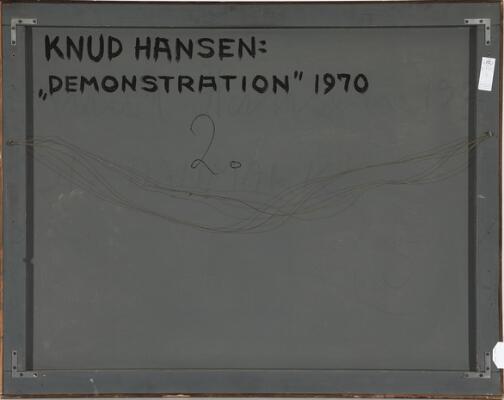 KNUD HANSEN:
„DEMONSTRATION" 1970
2.